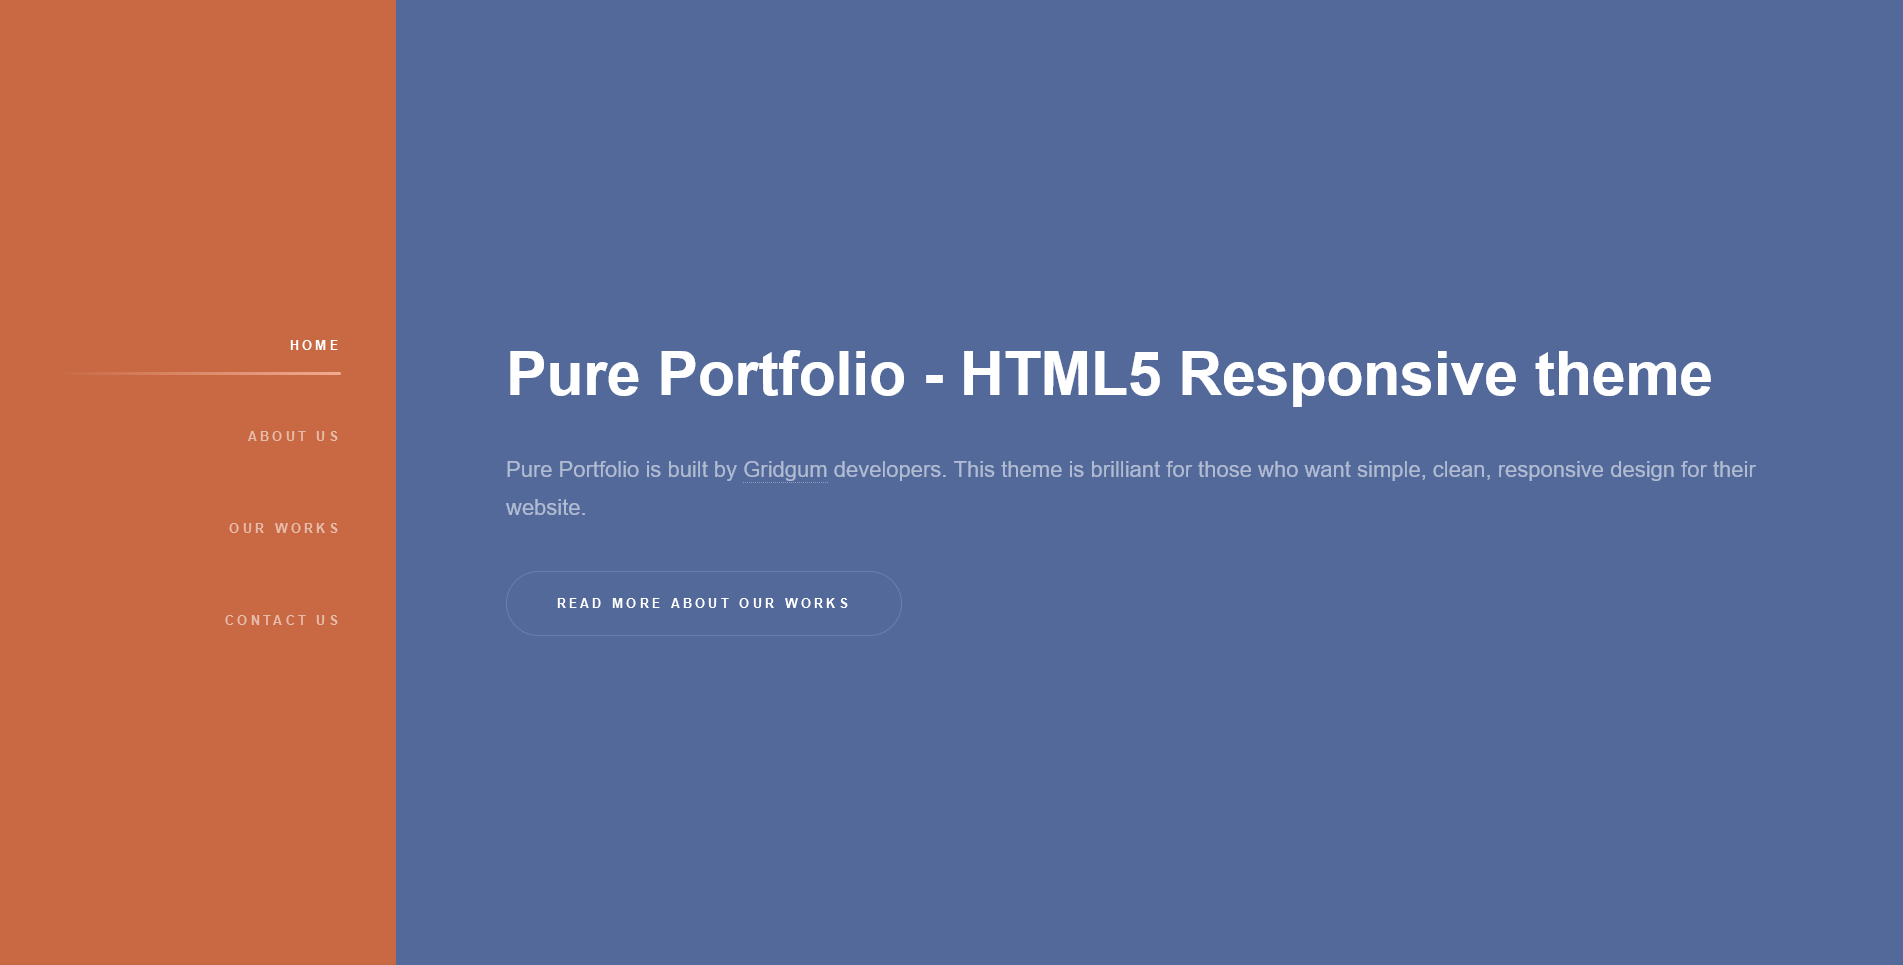 HOME
ABOUT US
OUR WORKS
CONTACT US
Pure Portfolio - HTML5 Responsive theme
Pure Portfolio is built by Gridgum developers. This theme is brilliant for those who want simple, clean, responsive design for their
website.
READ MORE ABOUT OUR WORKS